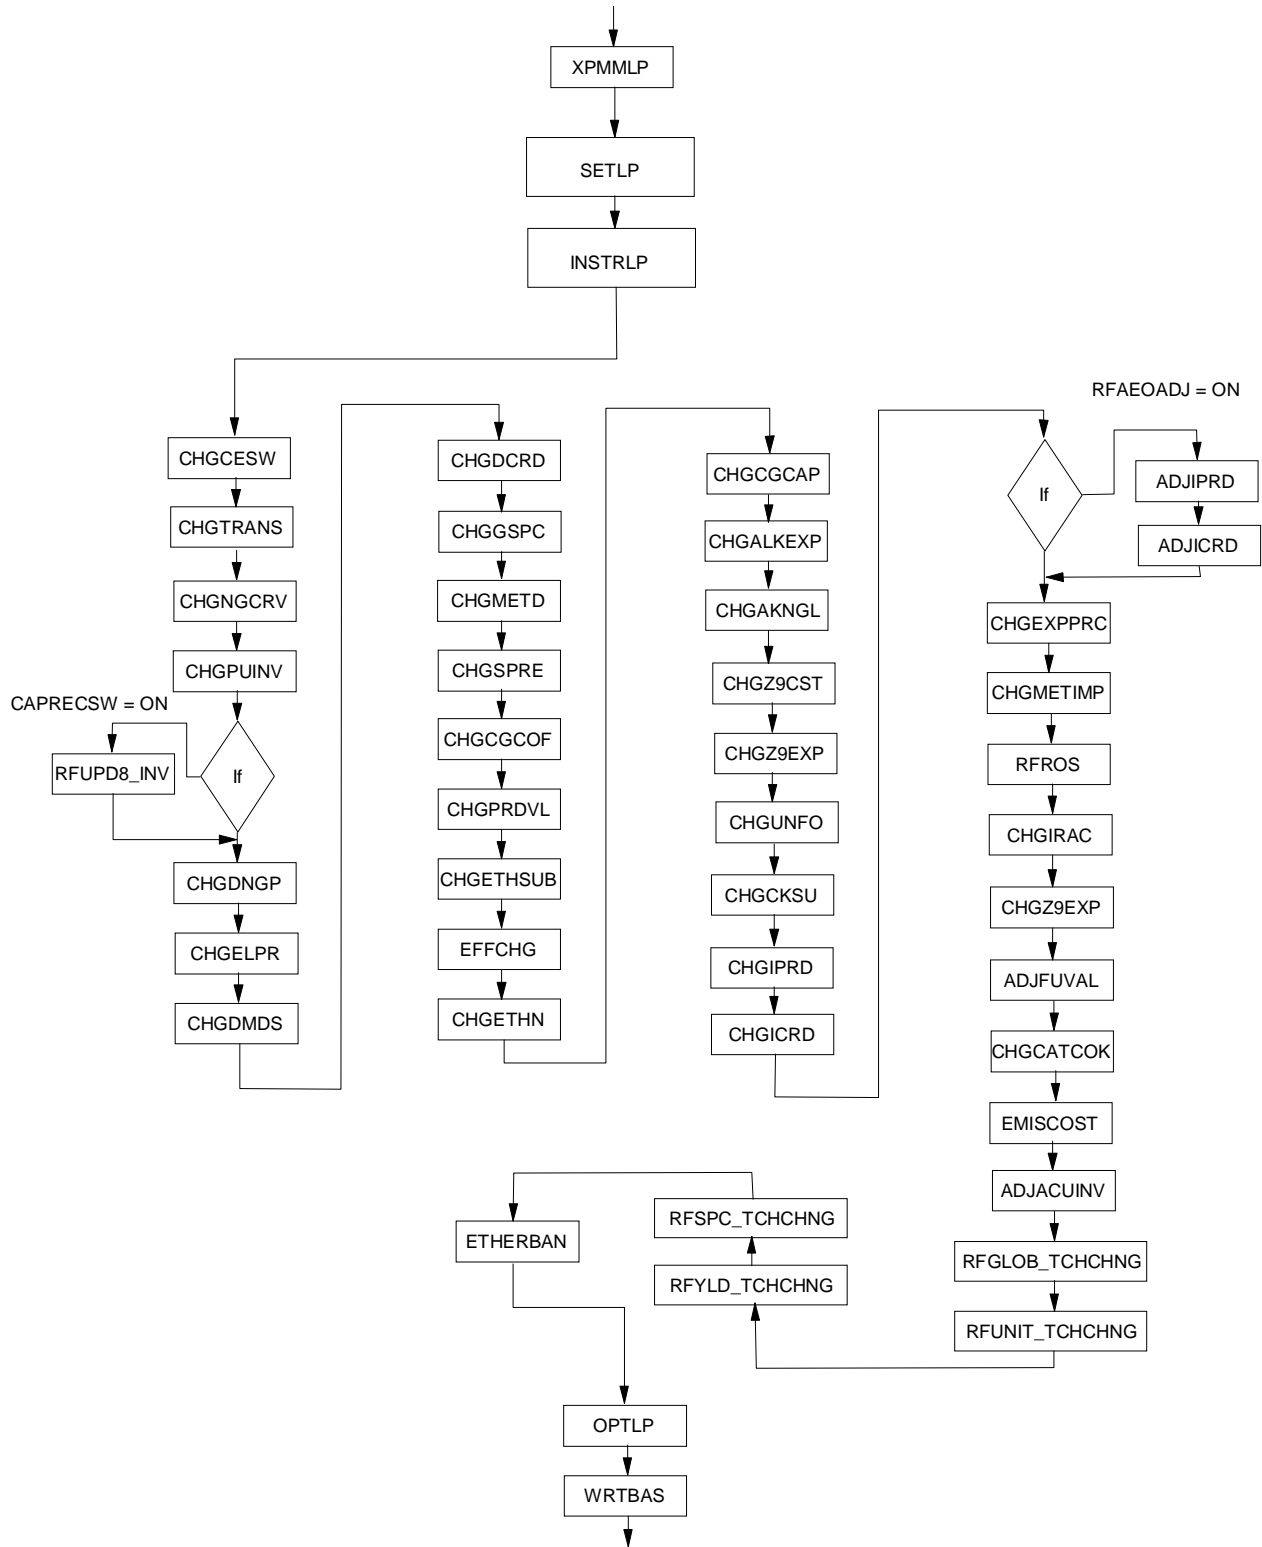 XPMMLP
SETLP
INSTRLP
CHGCESW
CHGTRANS
CHGNGCRV
CHGPUINV
CAPRECSW = ON
If
RFUPD8_INV
CHGDNGP
CHGELPR
CHGDMDS
CHGDCRD
CHGGSPC
CHGMETD
CHGSPRE
CHGCGCOF
CHGPRDVL
CHGETHSUB
EFFCHG
CHGETHN
CHGCGCAP
CHGALKEXP
CHGAKNGL
CHGZ9CST
CHGZ9EXP
CHGUNFO
CHGCKSU
CHGIPRD
CHGICRD
RFAEOADJ = ON
If
ADJIPRD
ADJICRD
CHGEXPPRC
CHGMETIMP
RFROS
CHGIRAC
CHGZ9EXP
ADJFUVAL
CHGCATCOK
EMISCOST
ADJACUINV
RFGLOB_TCHCHNG
RFUNIT_TCHCHNG
RFYLD_TCHCHNG
RFSPC_TCHCHNG
ETHERBAN
OPTLP
WRTBAS